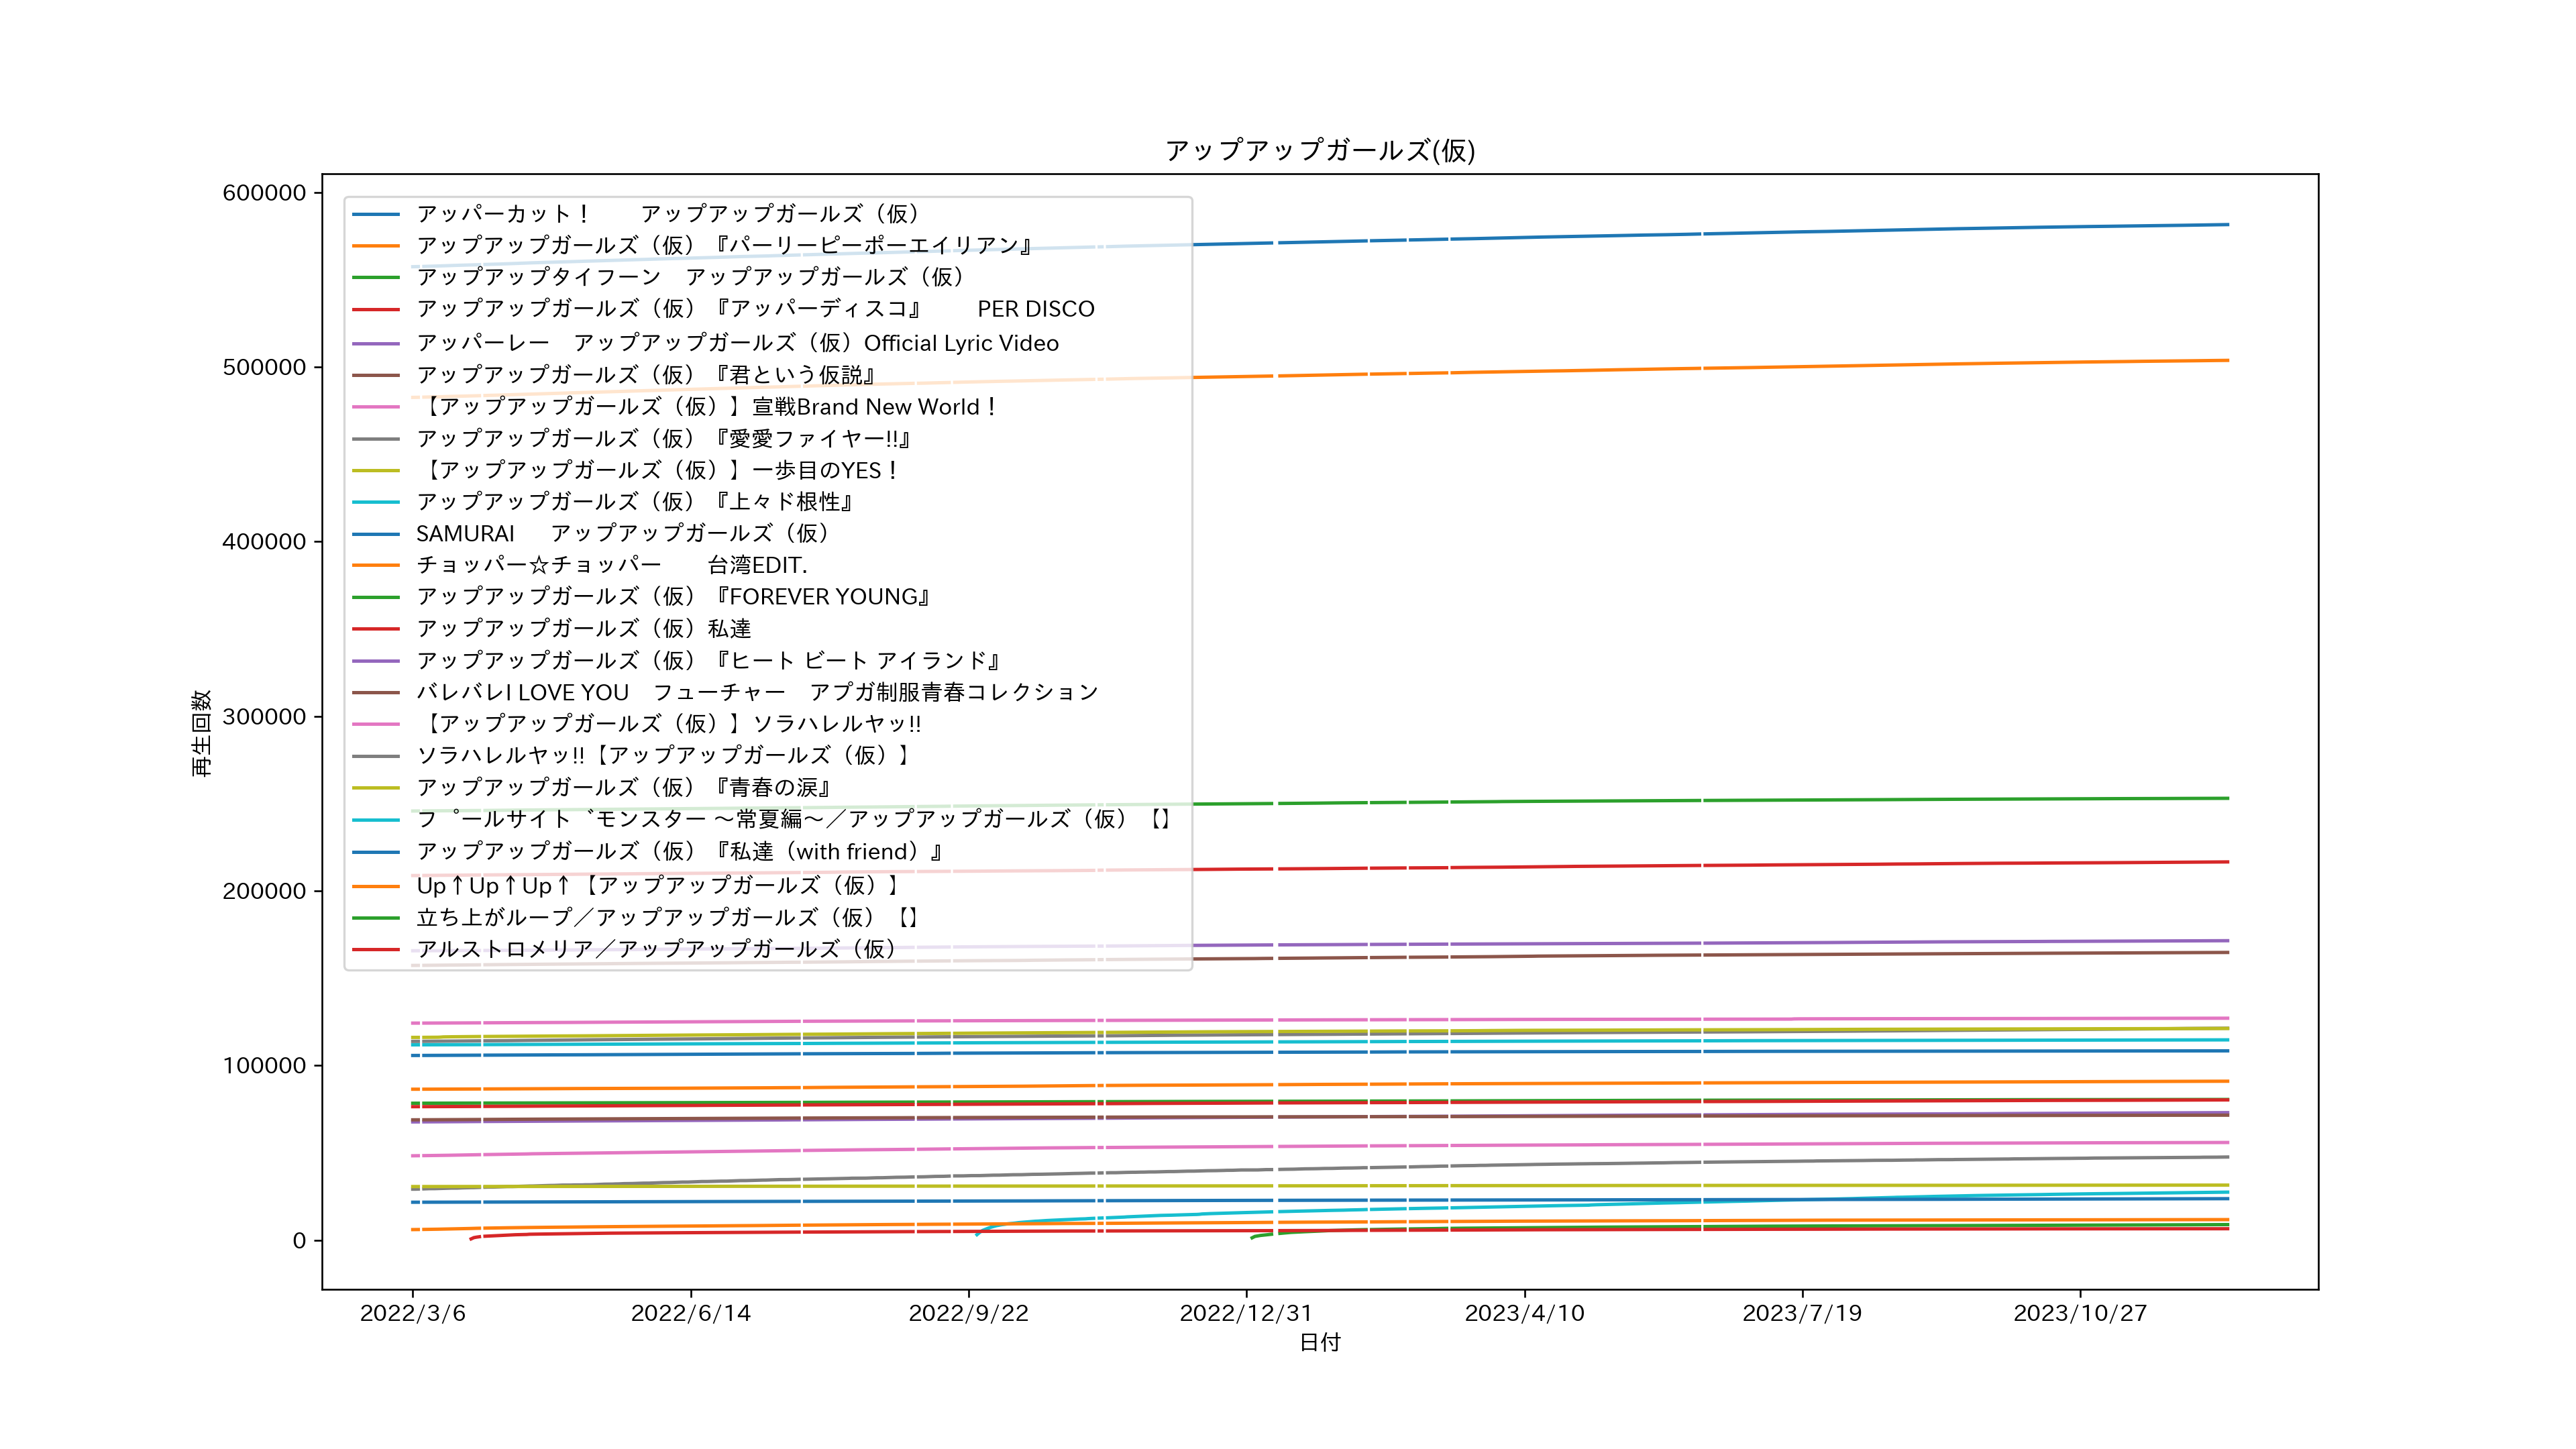 アップアップガールズ(仮)
600000
500000
400000
300000
200000
100000
0
再生回数
アッパーカット！　　アップアップガールズ（仮）
アップアップガールズ（仮）『パーリーピーポーエイリアン』
アップアップタイフーン　アップアップガールズ（仮）
アップアップガールズ（仮）『アッパーディスコ』　　PER DISCO
アッパーレー　アップアップガールズ（仮）Official Lyric Video
アップアップガールズ（仮）『君という仮説』
【アップアップガールズ（仮）】宣戦Brand New World！
アップアップガールズ（仮）『愛愛ファイヤー!!』
【アップアップガールズ（仮）】一歩目のYES！
アップアップガールズ（仮）『上々ド根性』
SAMURAI　 アップアップガールズ（仮）
チョッパー☆チョッパー　　台湾EDIT.
アップアップガールズ（仮）『FOREVER YOUNG』
アップアップガールズ（仮）私達
アップアップガールズ（仮）『ヒート ビート アイランド』
バレバレI LOVE YOU　フューチャー　アプガ制服青春コレクション
【アップアップガールズ（仮）】ソラハレルヤッ!!
ソラハレルヤッ!!【アップアップガールズ（仮）】
アップアップガールズ（仮）『青春の涙』
フ゜ールサイト゛モンスター ～常夏編～／アップアップガールズ（仮）【】
アップアップガールズ（仮）『私達（with friend）』
Up↑Up↑Up↑【アップアップガールズ（仮）】
立ち上がループ／アップアップガールズ（仮）【】
アルストロメリア／アップアップガールズ（仮）
2022/3/6
2022/6/14
2022/9/22
2022/12/31
2023/4/10
2023/7/19
2023/10/27
日付